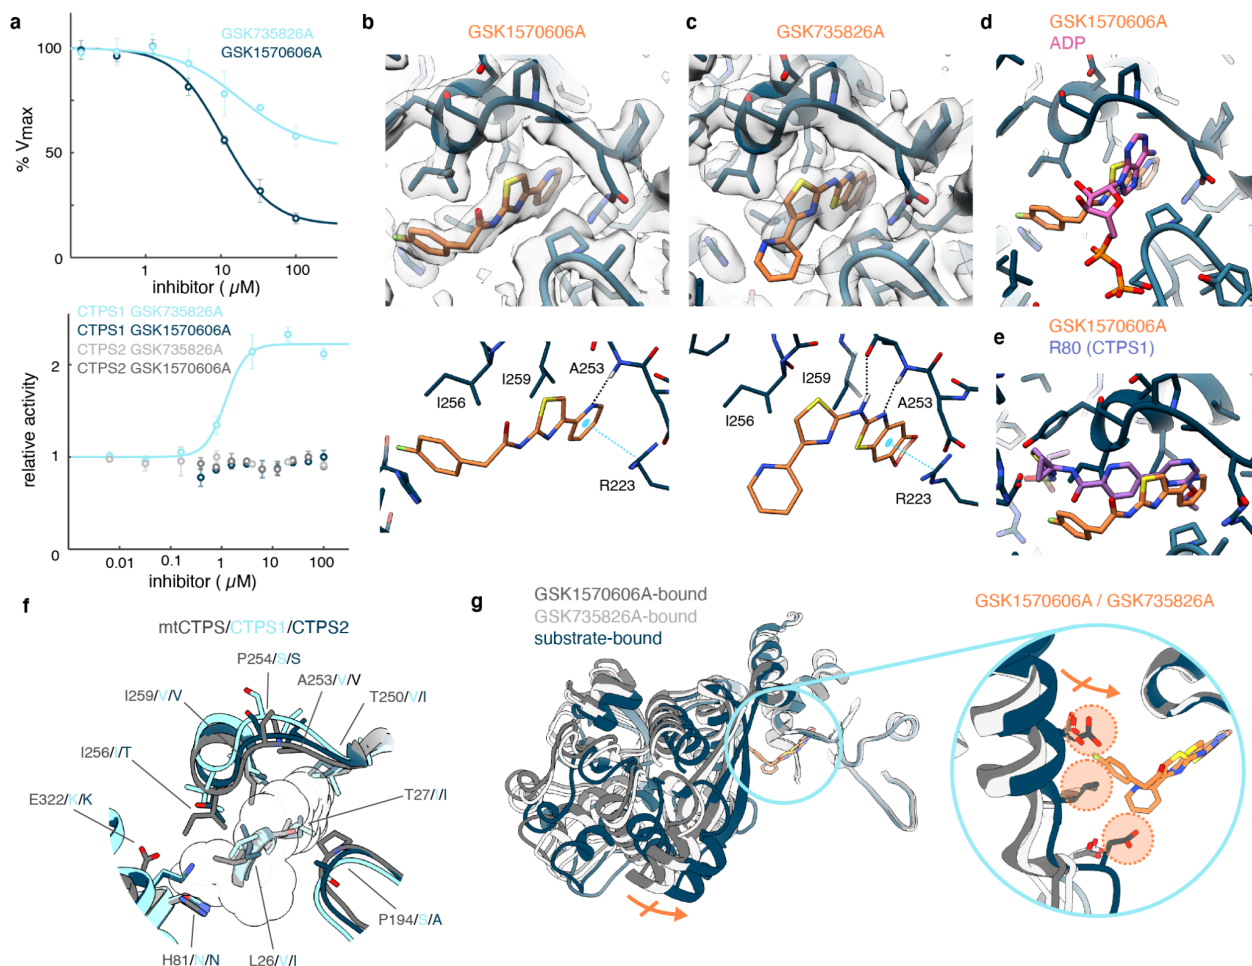 a
GSK735826A
GSK1570606A
100
50
0
% Vmax
1
10
100
inhibitor ( µM)
CTPS1 GSK735826A
CTPS1 GSK1570606A
CTPS2 GSK735826A
CTPS2 GSK1570606A
2
1
0
relative activity
0.01
0.1
1
10
100
inhibitor ( µM)
b
GSK1570606A
I259
A253
I256
R223
c
GSK735826A
I259
I256
A253
R223
d
GSK1570606A
ADP
e
GSK1570606A
R80 (CTPS1)
f
mtCTPS/CTPS1/CTPS2
P254/S/S
A253/V/V
I259/V/V
T250/V/I
I256/I/T
E322/K/K
T27/I/I
P194/S/A
H81/N/N
L26/V/I
g
GSK1570606A-bound
GSK735826A-bound
substrate-bound
GSK1570606A / GSK735826A